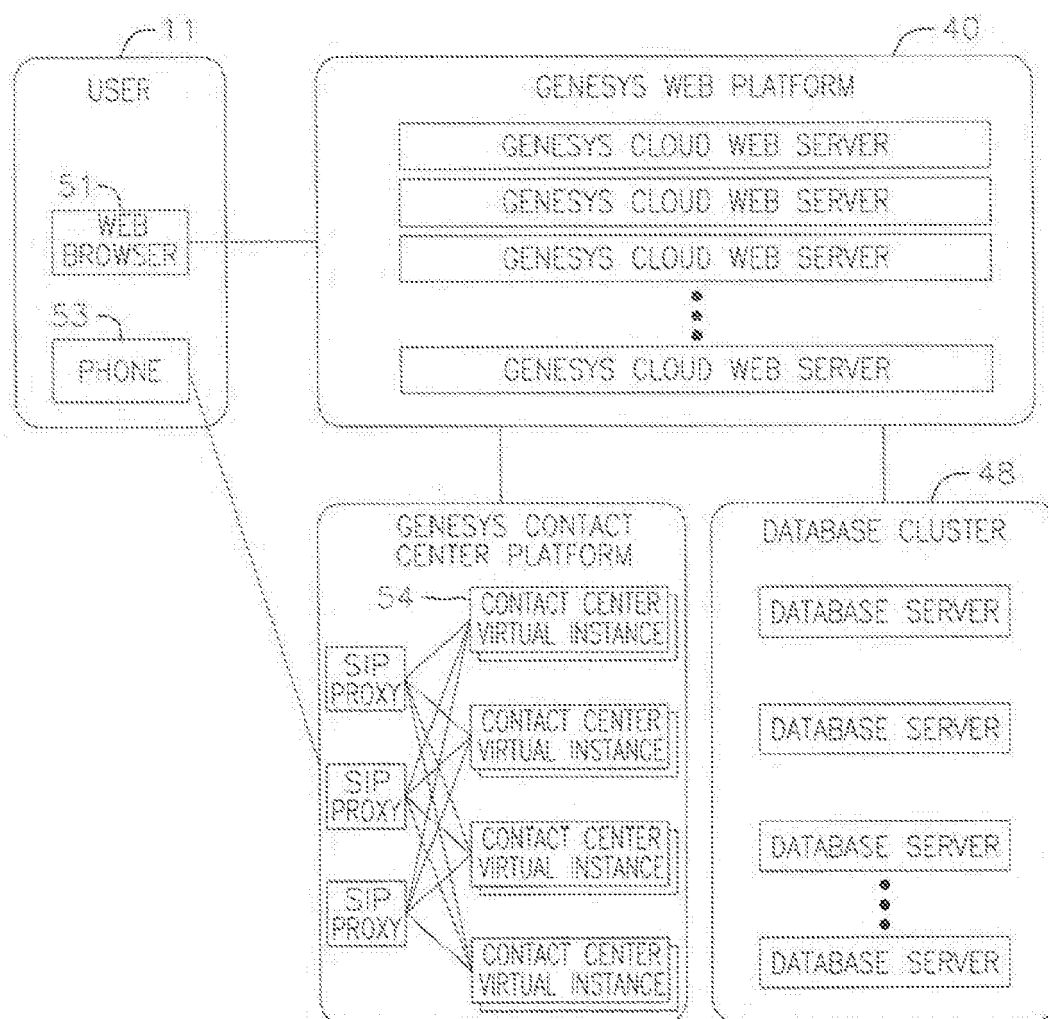 11
USER
51
WEB
BROWSER
53
PHONE
40
GENESYS WEB PLATFORM
GENESYS CLOUD WEB SERVER
GENESYS CLOUD WEB SERVER
GENESYS CLOUD WEB SERVER
GENESYS CLOUD WEB SERVER
GENESYS CONTACT
CENTER PLATFORM
54
SIP
PROXY
SIP
PROXY
SIP
PROXY
CONTACT CENTER
VIRTUAL INSTANCE
CONTACT CENTER
VIRTUAL INSTANCE
CONTACT CENTER
VIRTUAL INSTANCE
CONTACT CENTER
VIRTUAL INSTANCE
48
DATABASE CLUSTER
DATABASE SERVER
DATABASE SERVER
DATABASE SERVER
DATABASE SERVER